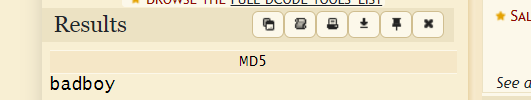 ★ BROWSE THE FULL DCODE TOOLS' LIST
Results
MD5
badboy
★ SAL
See a